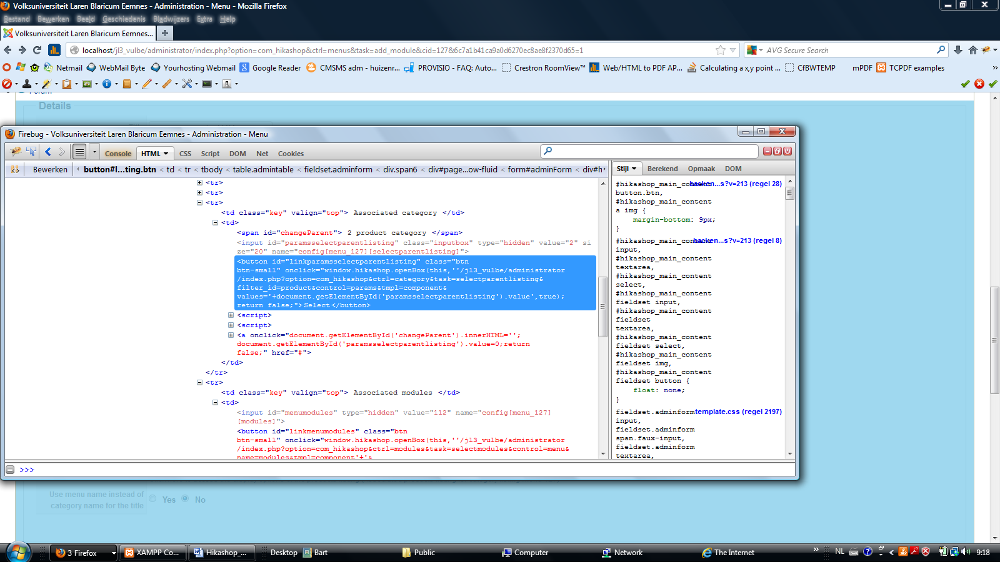 Volksuniversiteit Laren Blaricum Eemnes - Administration - Menu - Mozilla Firefox
Bestand Bewerken Beeld Geschiedenis Bladwijzers Extra Help
Volksuniversiteit Laren Blaricum Eemnes... +
localhost/jl3_vulbe/administrator/index.php?option=com_hikashop&ctrl=menus&task=add_module&cid=127&6c7a1b41ca9a0d6270ec8ae8f2370d65=1
AVG Secure Search
Netmail WebMail Byte Yourhosting Webmail Google Reader CMSMS adm - huizenr... PROVISIO - FAQ: Auto... Crestron RoomView™ Web/HTML to PDF AP... Calculating a x,y point ... CfBWTEMP mPDF TCPDF examples »
Details
Firebug - Volksuniversiteit Laren Blaricum Eemnes - Administration - Menu
Console HTML CSS Script DOM Net Cookies
Bewerken button#l...ting.btn < td < tr < tbody < table.admintable < fieldset.adminform < div.span6 < div#page...ow-fluid < form#adminForm < div#h
Stijl Berekend Opmaak DOM
<tr>
<tr>
<tr>
<td class="key" valign="top"> Associated category </td>
<td>
<span id="changeParent"> 2 product category </span>
<input id="paramsselectparentlisting" class="inputbox" type="hidden" value="2" si
ze="20" name="config[menu_127][selectparentlisting]">
<button id="linkparamsselectparentlisting" class="btn
btn-small" onclick="window.hikashop.openBox(this,''/jl3_vulbe/administrator
/index.php?option=com_hikashop&ctrl=category&task=selectparentlisting&
filter_id=product&control=params&tmpl=component&
values='+document.getElementById('paramsselectparentlisting').value',true);
return false;">Select</button>
<script>
<script>
<a onclick="document.getElementById('changeParent').innerHTML='';
document.getElementById('paramsselectparentlisting').value=0;return
false;" href="#">
</td>
</tr>
<tr>
<td class="key" valign="top"> Associated modules </td>
<td>
<input id="menumodules" type="hidden" value="112" name="config[menu_127]
[modules]">
<button id="linkmenumodules" class="btn
btn-small" onclick="window.hikashop.openBox(this,''/jl3_vulbe/administrator
/index.php?option=com_hikashop&ctrl=modules&task=selectmodules&control=menu&
name=modules&tmpl=component'+'&
#hikashop_main_content backen...s?v=213 (regel 28)
button.btn,
#hikashop_main_content
a img {
margin-bottom: 9px;
}
#hikashop_main_content backen...s?v=213 (regel 8)
input,
#hikashop_main_content
textarea,
#hikashop_main_content
select,
#hikashop_main_content
fieldset input,
#hikashop_main_content
fieldset
textarea,
#hikashop_main_content
fieldset select,
#hikashop_main_content
fieldset img,
#hikashop_main_content
fieldset button {
float: none;
}
fieldset.adminform template.css (regel 2197)
input,
fieldset.adminform
span.faux-input,
fieldset.adminform
textarea,
>>>
Use menu name instead of
category name for the title Yes No
3 Firefox XAMPP Co... Hikashop_... Desktop Bart Public Computer Network The Internet » NL 9:18